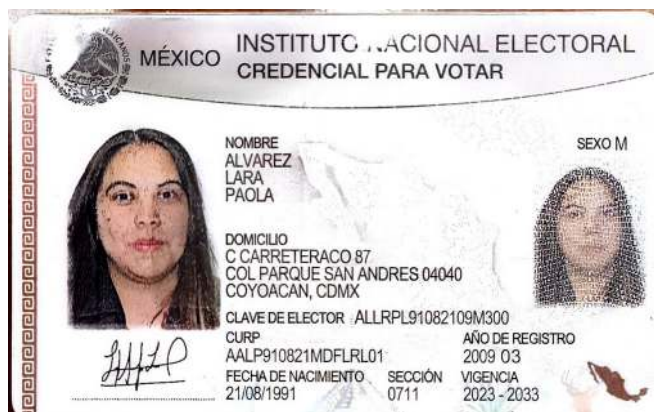 MÉXICO
INSTITUTO NACIONAL ELECTORAL
CREDENCIAL PARA VOTAR
NOMBRE
ALVAREZ
LARA
PAOLA
SEXO M
DOMICILIO
C CARRETERACO 87
COL PARQUE SAN ANDRES 04040
COYOACAN, CDMX
CLAVE DE ELECTOR ALLRPL91082109M300
CURP
AALP910821MDFLRL01
AÑO DE REGISTRO
2009 03
FECHA DE NACIMIENTO
21/08/1991
SECCIÓN
0711
VIGENCIA
2023 - 2033